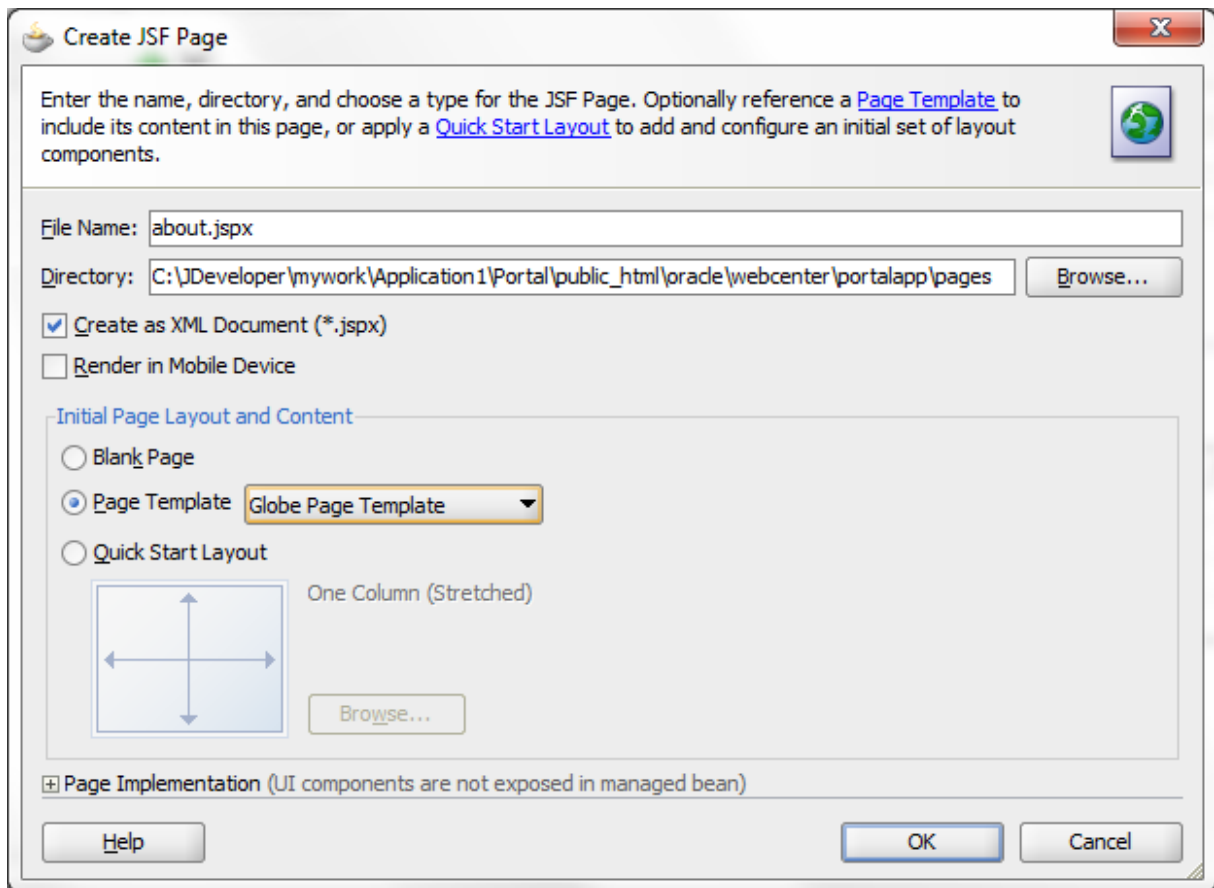 Create JSF Page
Enter the name, directory, and choose a type for the JSF Page. Optionally reference a Page Template to
include its content in this page, or apply a Quick Start Layout to add and configure an initial set of layout
components.
File Name: about.jspx
Directory: C:\JDeveloper\mywork\Application1\Portal\public_html\oracle\webcenter\portalapp\pages Browse...
Create as XML Document (*.jspx)
Render in Mobile Device
Initial Page Layout and Content
Blank Page
Page Template Globe Page Template
Quick Start Layout
One Column (Stretched)
Browse...
Page Implementation (UI components are not exposed in managed bean)
Help OK Cancel